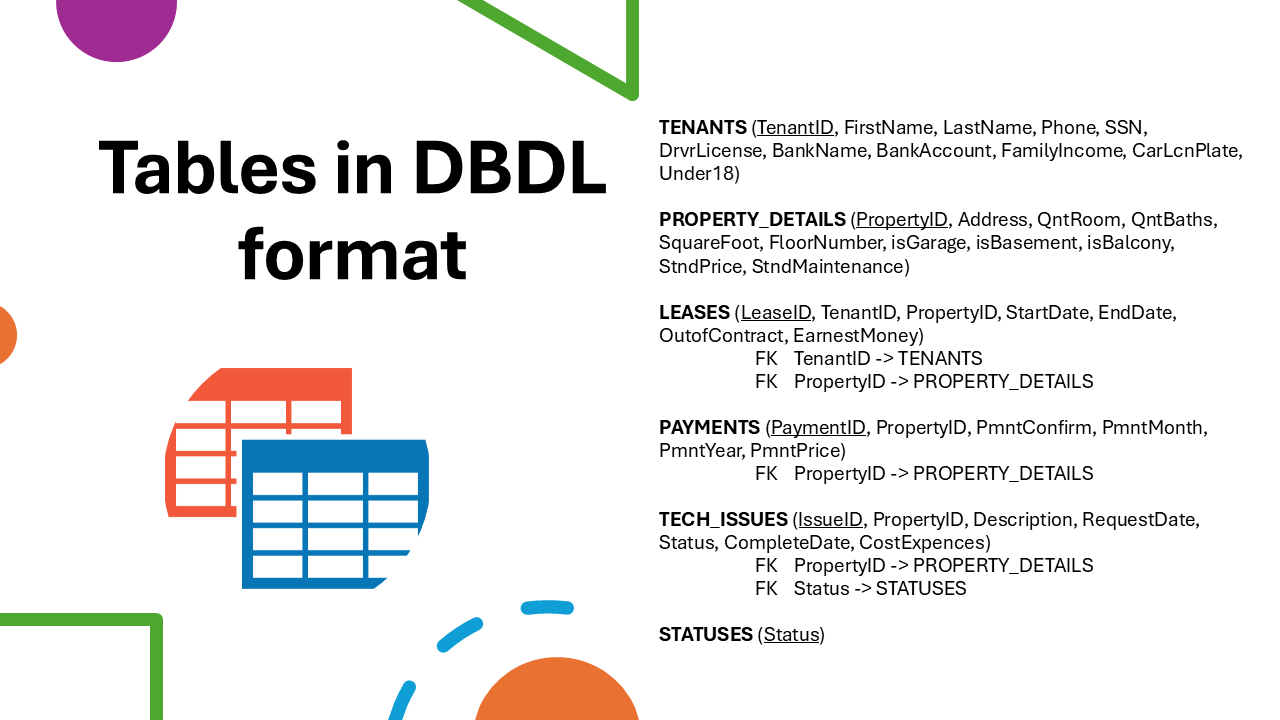 Tables in DBDL
format
TENANTS (TenantID, FirstName, LastName, Phone, SSN,
DrvrLicense, BankName, BankAccount, FamilyIncome, CarLcnPlate,
Under18)
PROPERTY_DETAILS (PropertyID, Address, QntRoom, QntBaths,
SquareFoot, FloorNumber, isGarage, isBasement, isBalcony,
StndPrice, StndMaintenance)
LEASES (LeaseID, TenantID, PropertyID, StartDate, EndDate,
OutofContract, EarnestMoney)
FK TenantID -> TENANTS
FK PropertyID -> PROPERTY_DETAILS
PAYMENTS (PaymentID, PropertyID, PmntConfirm, PmntMonth,
PmntYear, PmntPrice)
FK PropertyID -> PROPERTY_DETAILS
TECH_ISSUES (IssueID, PropertyID, Description, RequestDate,
Status, CompleteDate, CostExpences)
FK PropertyID -> PROPERTY_DETAILS
FK Status -> STATUSES
STATUSES (Status)